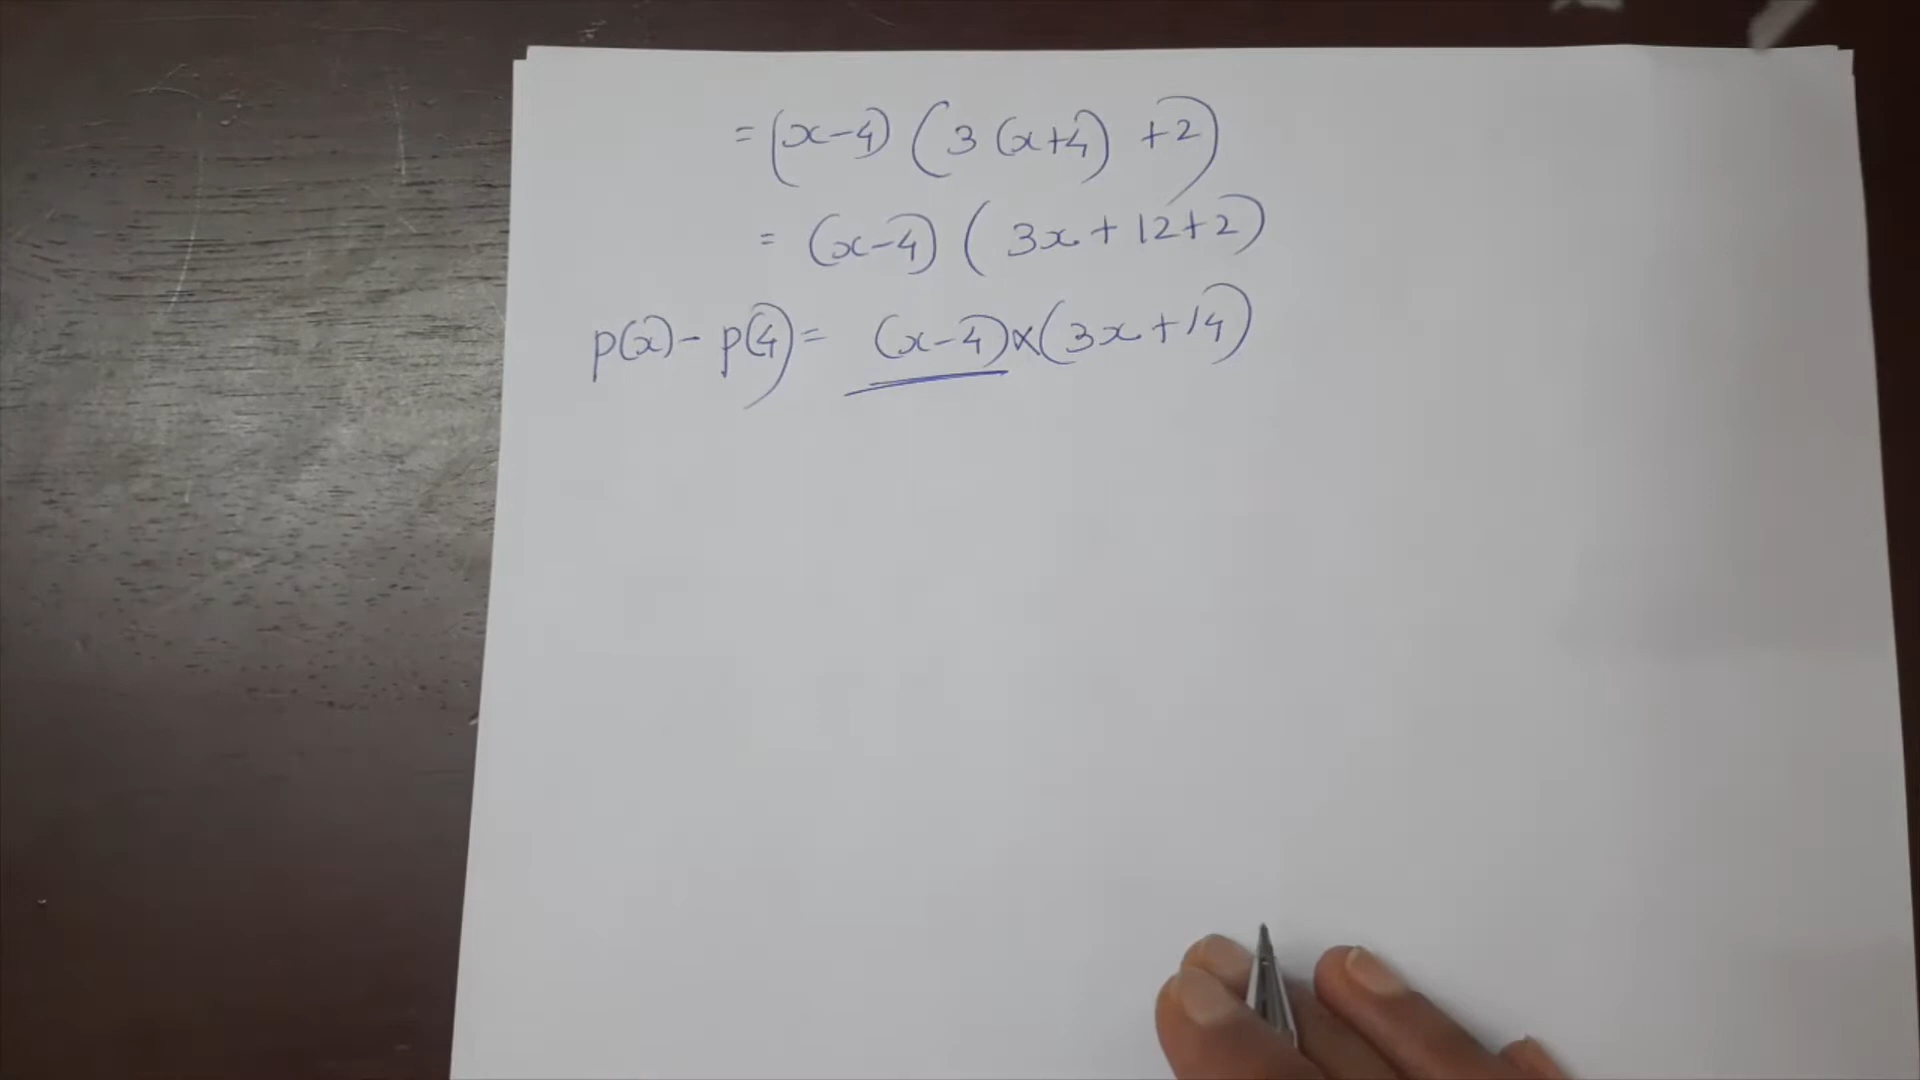 = (x-4) (3 (x+4) +2)
= (x-4) (3x + 12+2)
p(x) - p(4) = (x-4)×(3x+14)